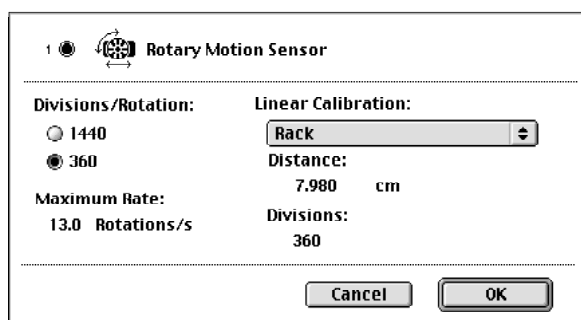 1 Rotary Motion Sensor
Divisions/Rotation:
1440
360
Maximum Rate:
13.0 Rotations/s
Linear Calibration:
Rack
Distance:
7.980 cm
Divisions:
360
Cancel
OK